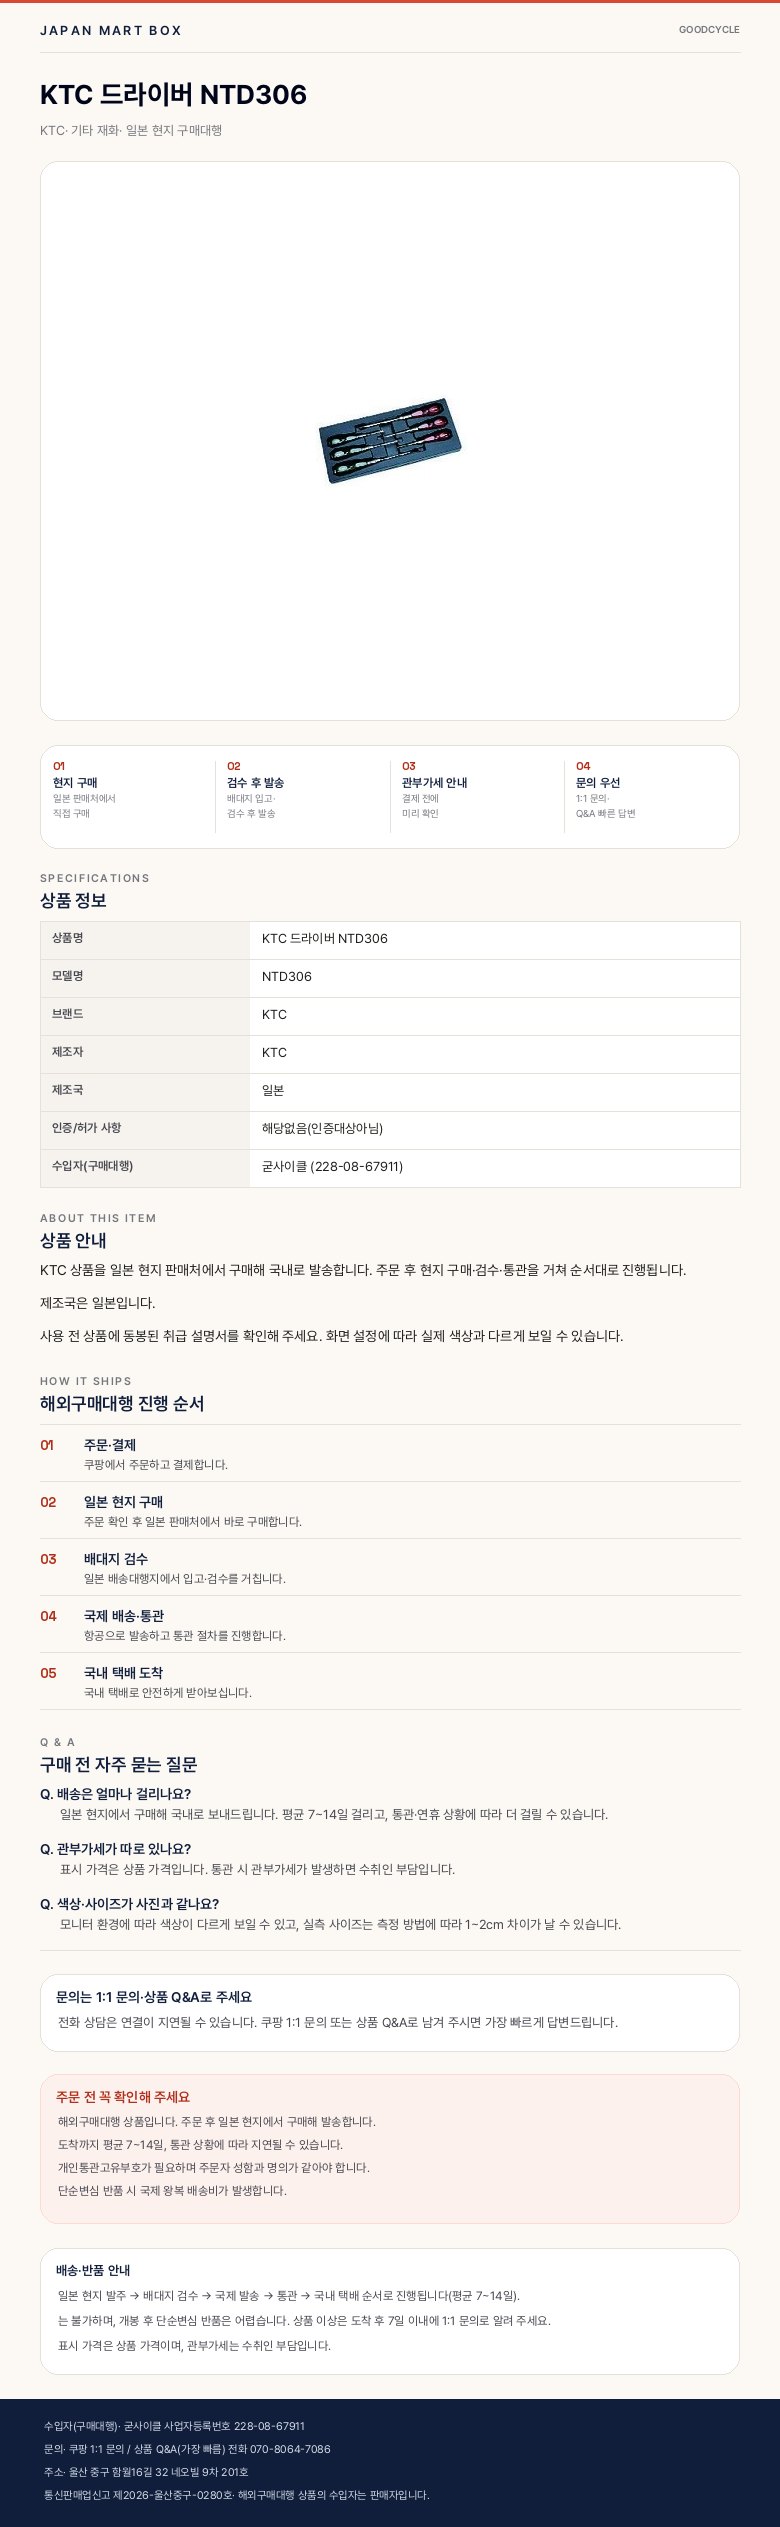 JAPAN MART BOX
GOODCYCLE
KTC 드라이버 NTD306
KTC· 기타 재화· 일본 현지 구매대행
01
현지 구매
일본 판매처에서
직접 구매
02
검수 후 발송
배대지 입고·
검수 후 발송
03
관부가세 안내
결제 전에
미리 확인
04
문의 우선
1:1 문의·
Q&A 빠른 답변
SPECIFICATIONS
상품 정보
상품명 KTC 드라이버 NTD306
모델명 NTD306
브랜드 KTC
제조자 KTC
제조국 일본
인증/허가 사항 해당없음(인증대상아님)
수입자(구매대행) 굳사이클 (228-08-67911)
ABOUT THIS ITEM
상품 안내
KTC 상품을 일본 현지 판매처에서 구매해 국내로 발송합니다. 주문 후 현지 구매·검수·통관을 거쳐 순서대로 진행됩니다.
제조국은 일본입니다.
사용 전 상품에 동봉된 취급 설명서를 확인해 주세요. 화면 설정에 따라 실제 색상과 다르게 보일 수 있습니다.
HOW IT SHIPS
해외구매대행 진행 순서
01 주문·결제
쿠팡에서 주문하고 결제합니다.
02 일본 현지 구매
주문 확인 후 일본 판매처에서 바로 구매합니다.
03 배대지 검수
일본 배송대행지에서 입고·검수를 거칩니다.
04 국제 배송·통관
항공으로 발송하고 통관 절차를 진행합니다.
05 국내 택배 도착
국내 택배로 안전하게 받아보십니다.
Q & A
구매 전 자주 묻는 질문
Q. 배송은 얼마나 걸리나요?
일본 현지에서 구매해 국내로 보내드립니다. 평균 7~14일 걸리고, 통관·연휴 상황에 따라 더 걸릴 수 있습니다.
Q. 관부가세가 따로 있나요?
표시 가격은 상품 가격입니다. 통관 시 관부가세가 발생하면 수취인 부담입니다.
Q. 색상·사이즈가 사진과 같나요?
모니터 환경에 따라 색상이 다르게 보일 수 있고, 실측 사이즈는 측정 방법에 따라 1~2cm 차이가 날 수 있습니다.
문의는 1:1 문의·상품 Q&A로 주세요
전화 상담은 연결이 지연될 수 있습니다. 쿠팡 1:1 문의 또는 상품 Q&A로 남겨 주시면 가장 빠르게 답변드립니다.
주문 전 꼭 확인해 주세요
해외구매대행 상품입니다. 주문 후 일본 현지에서 구매해 발송합니다.
도착까지 평균 7~14일, 통관 상황에 따라 지연될 수 있습니다.
개인통관고유부호가 필요하며 주문자 성함과 명의가 같아야 합니다.
단순변심 반품 시 국제 왕복 배송비가 발생합니다.
배송·반품 안내
일본 현지 발주 → 배대지 검수 → 국제 발송 → 통관 → 국내 택배 순서로 진행됩니다(평균 7~14일).
는 불가하며, 개봉 후 단순변심 반품은 어렵습니다. 상품 이상은 도착 후 7일 이내에 1:1 문의로 알려 주세요.
표시 가격은 상품 가격이며, 관부가세는 수취인 부담입니다.
수입자(구매대행)· 굳사이클 사업자등록번호 228-08-67911
문의· 쿠팡 1:1 문의 / 상품 Q&A(가장 빠름) 전화 070-8064-7086
주소· 울산 중구 함월16길 32 네오빌 9차 201호
통신판매업신고 제2026-울산중구-0280호· 해외구매대행 상품의 수입자는 판매자입니다.